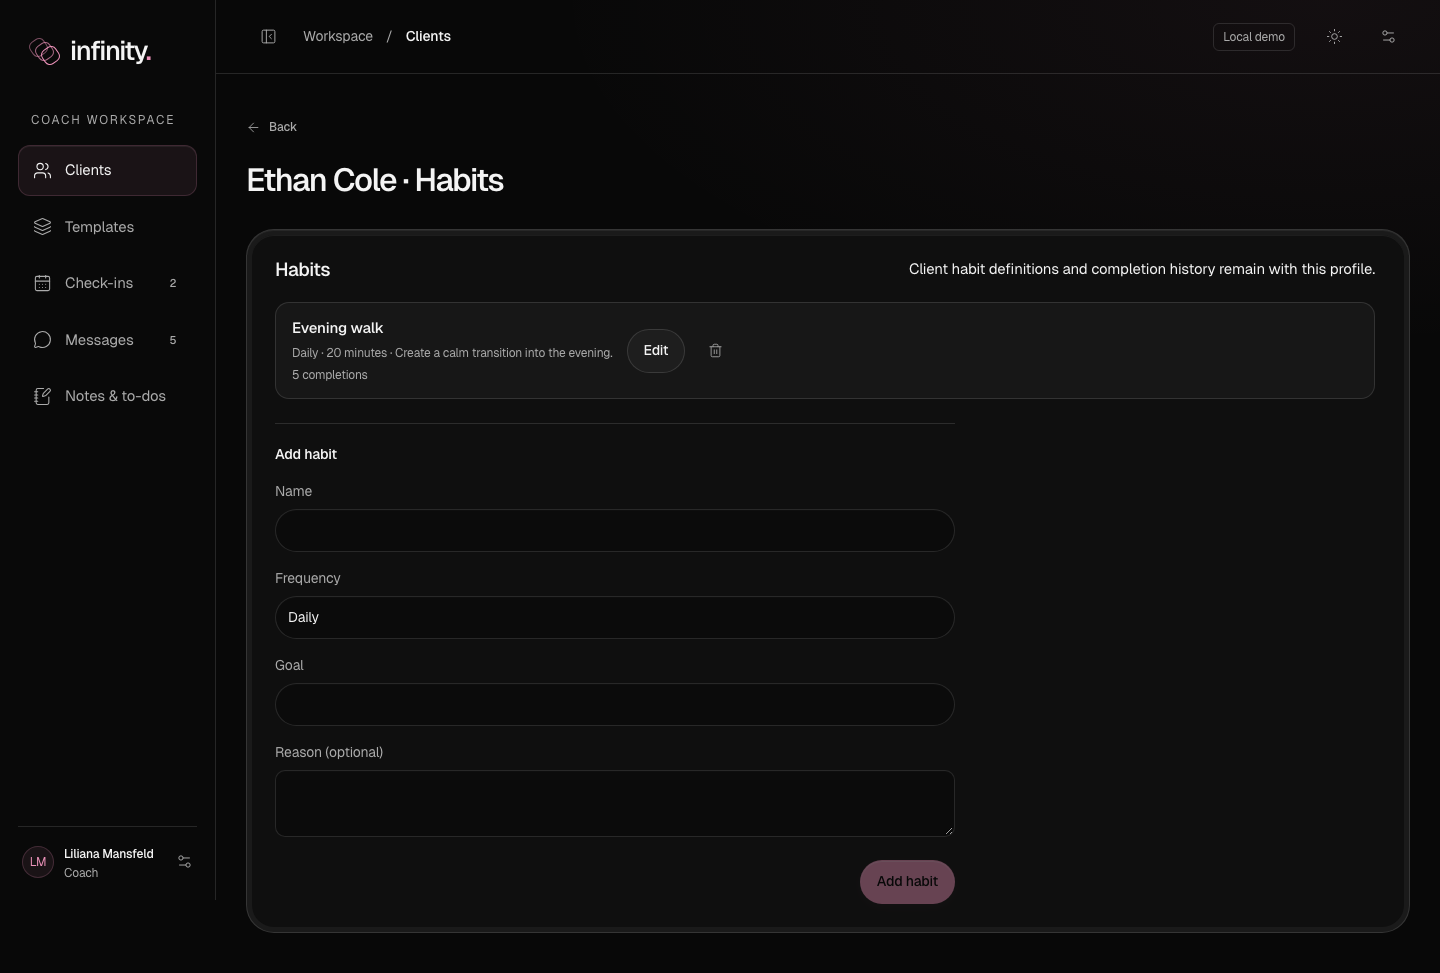 infinity.
Workspace / Clients
Local demo
COACH WORKSPACE
Clients
Templates
Check-ins 2
Messages 5
Notes & to-dos
LM
Liliana Mansfeld
Coach
Back
Ethan Cole · Habits
Habits
Client habit definitions and completion history remain with this profile.
Evening walk
Daily · 20 minutes · Create a calm transition into the evening.
5 completions
Edit
Add habit
Name
Frequency
Daily
Goal
Reason (optional)
Add habit